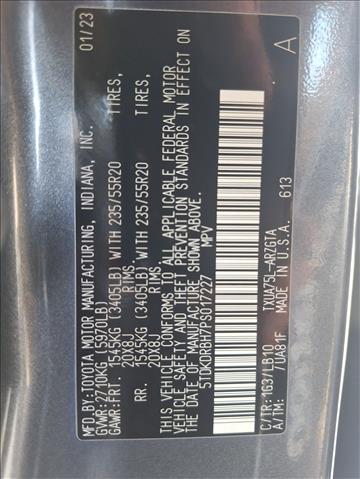 MFD.BY:TOYOTA MOTOR MANUFACTURING, INDIANA, INC. 01/23
GVWR:2710KG (5970LB)
GAWR:FRT. 1545KG (3405LB) WITH 235/55R20 TIRES,
20X8J RIMS
RR. 1545KG (3405LB) WITH 235/55R20 TIRES,
20X8J RIMS
THIS VEHICLE CONFORMS TO ALL APPLICABLE FEDERAL MOTOR
VEHICLE SAFETY AND THEFT PREVENTION STANDARDS IN EFFECT ON
THE DATE OF MANUFACTURE SHOWN ABOVE.
5TDKDRBH7PS017227 MPV
C/TR:1G3/LB10 TXUA75L-ARZGTA
A/TM: /UA81F MADE IN U.S.A. 613
A